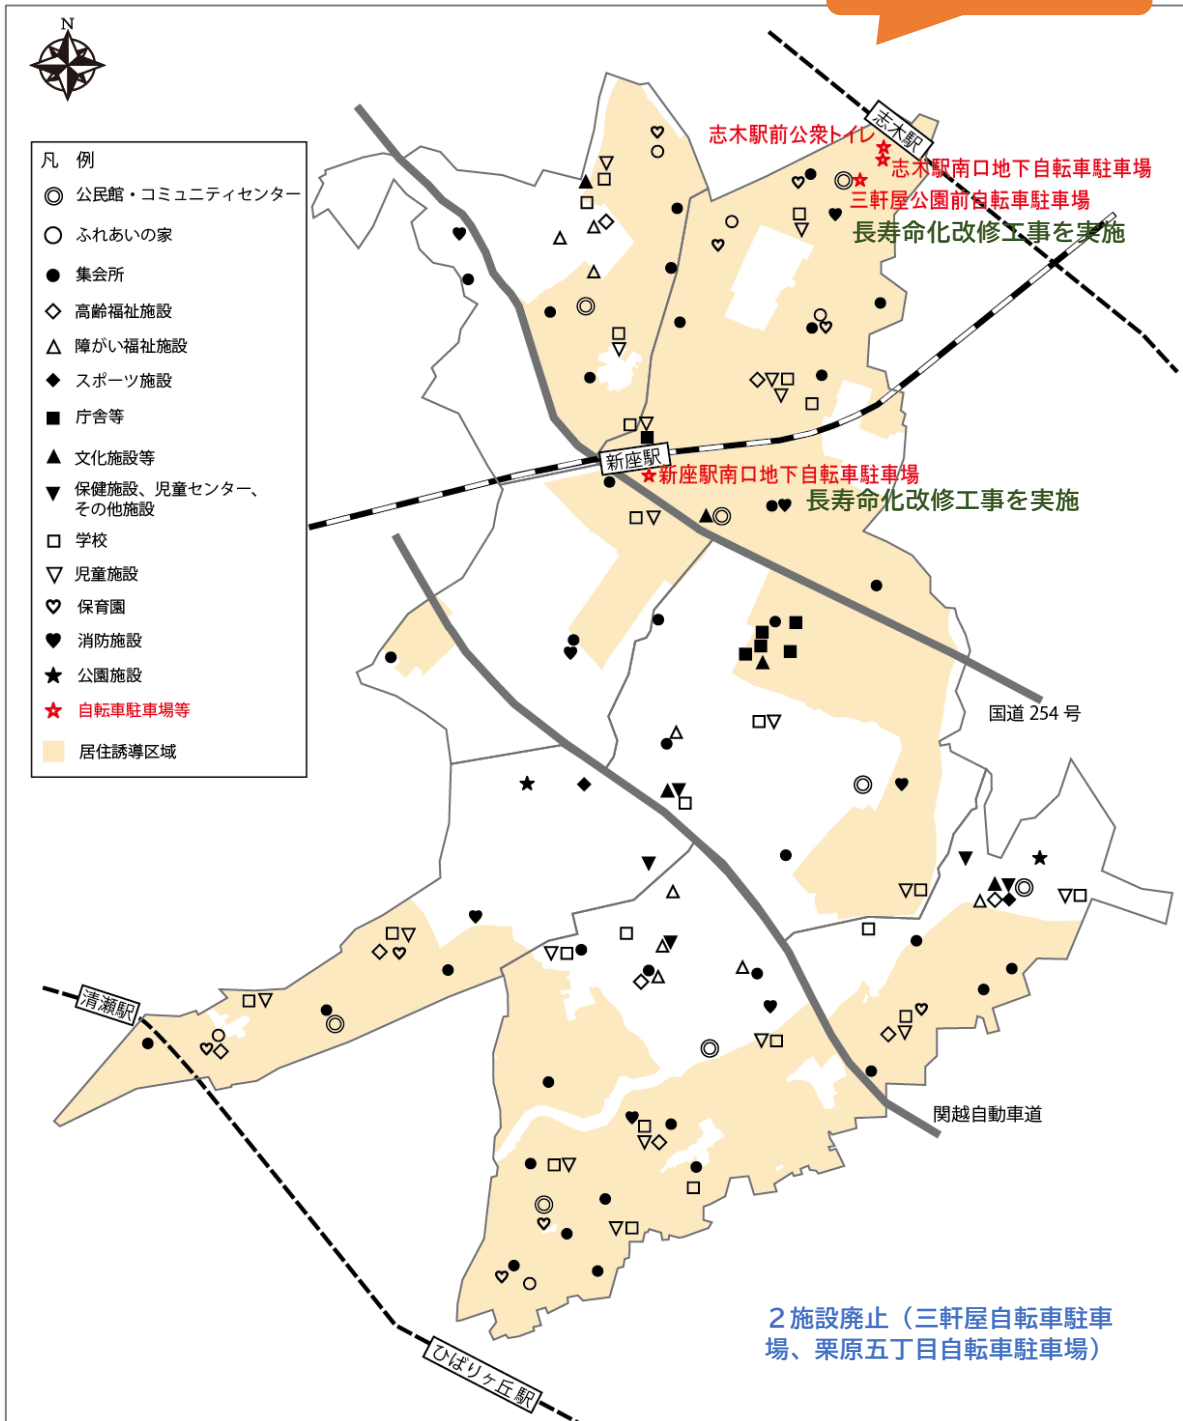 N
凡 例
公民館・コミュニティセンター
ふれあいの家
集会所
高齢福祉施設
障がい福祉施設
スポーツ施設
庁舎等
文化施設等
保健施設、児童センター、
その他施設
学校
児童施設
保育園
消防施設
公園施設
自転車駐車場等
居住誘導区域
志木駅
志木駅前公衆トイレ
志木駅南口地下自転車駐車場
三軒屋公園前自転車駐車場
長寿命化改修工事を実施
新座駅
新座駅南口地下自転車駐車場
長寿命化改修工事を実施
国道 254 号
清瀬駅
関越自動車道
ひばりヶ丘駅
２施設廃止（三軒屋自転車駐車
場、栗原五丁目自転車駐車場）